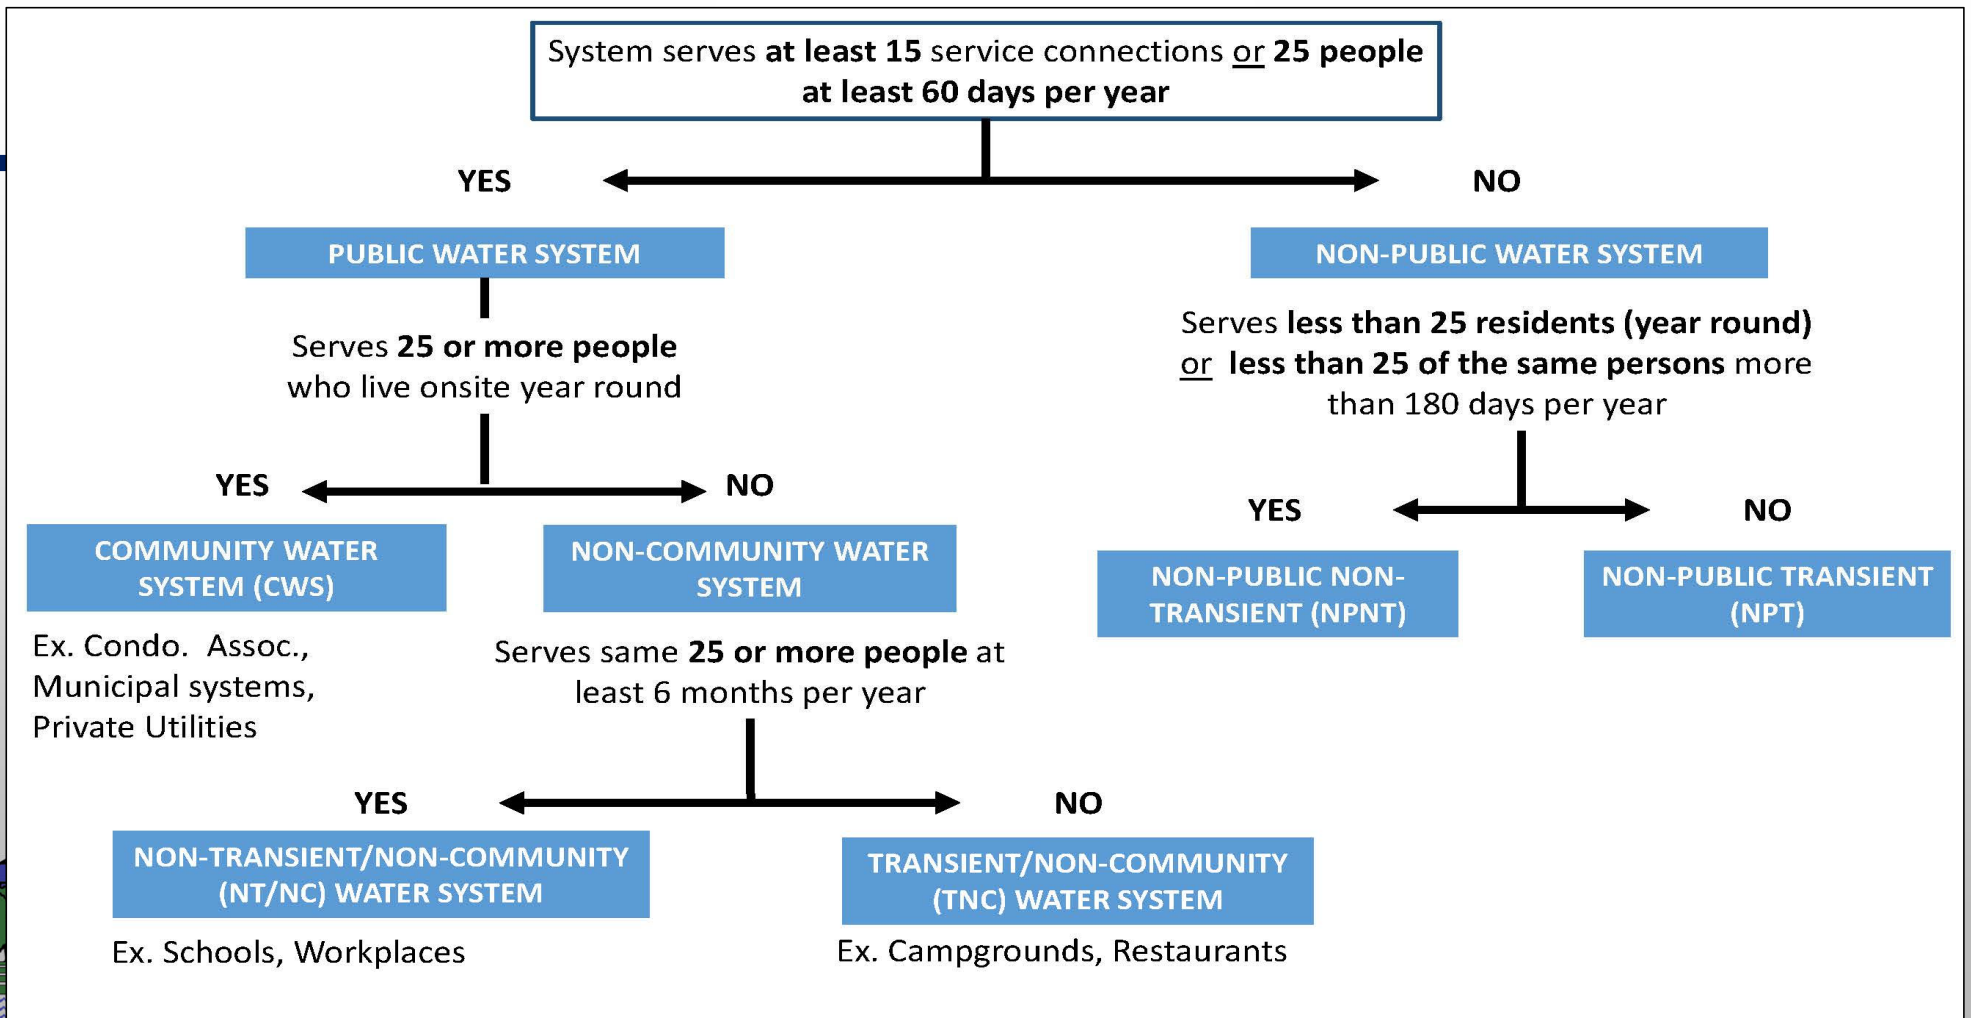 System serves at least 15 service connections or 25 people
at least 60 days per year
YES
NO
PUBLIC WATER SYSTEM
NON-PUBLIC WATER SYSTEM
Serves 25 or more people
who live onsite year round
Serves less than 25 residents (year round)
or less than 25 of the same persons more
than 180 days per year
YES
NO
YES
NO
COMMUNITY WATER
SYSTEM (CWS)
NON-COMMUNITY WATER
SYSTEM
NON-PUBLIC NON-
TRANSIENT (NPNT)
NON-PUBLIC TRANSIENT
(NPT)
Ex. Condo. Assoc.,
Municipal systems,
Private Utilities
Serves same 25 or more people at
least 6 months per year
YES
NO
NON-TRANSIENT/NON-COMMUNITY
(NT/NC) WATER SYSTEM
TRANSIENT/NON-COMMUNITY
(TNC) WATER SYSTEM
Ex. Schools, Workplaces
Ex. Campgrounds, Restaurants